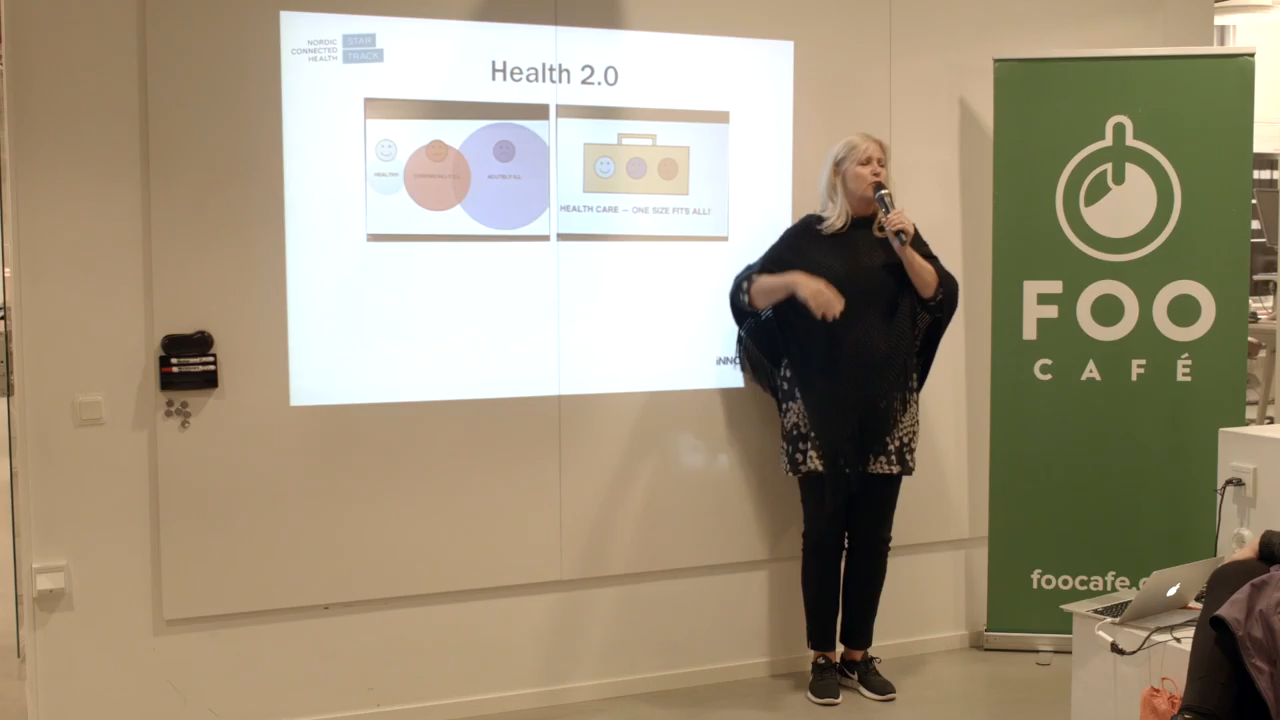 NORDIC
CONNECTED
HEALTH
STAIR
TRACK
Health 2.0
HEALTHY
CHRONICALLY ILL
ACUTELY ILL
HEALTH CARE – ONE SIZE FITS ALL!
FOO
CAFÉ
foocafe.